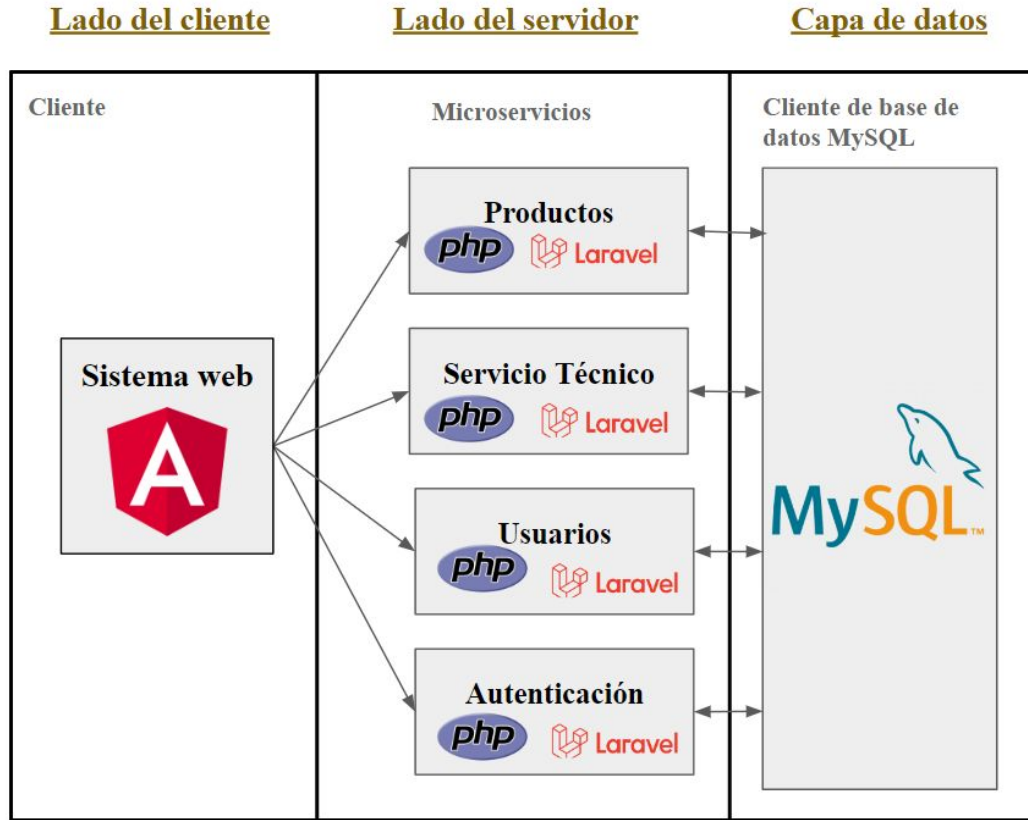 Lado del cliente
Lado del servidor
Capa de datos
Cliente
Microservicios
Cliente de base de
datos MySQL
Productos
php Laravel
Sistema web
A
Servicio Técnico
php Laravel
Usuarios
php Laravel
Autenticación
php Laravel
MySQL™